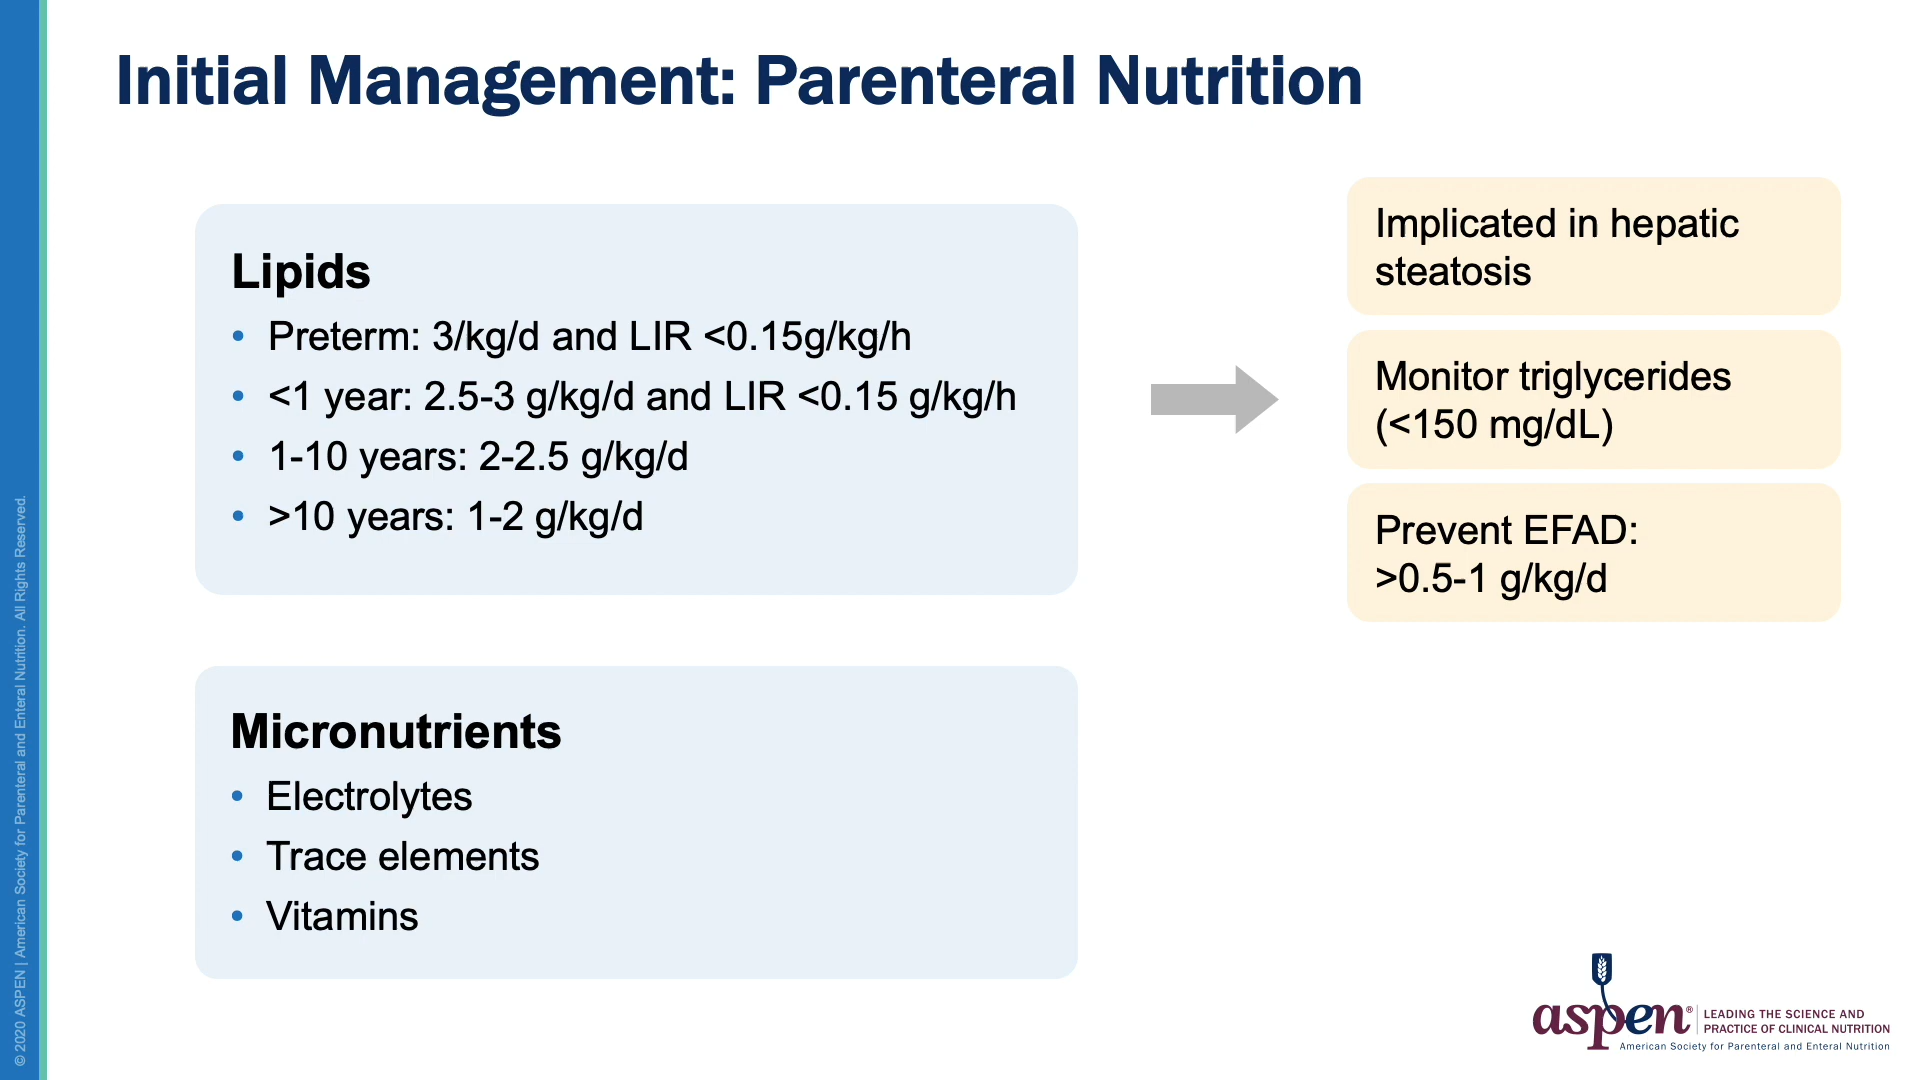 Initial Management: Parenteral Nutrition
Lipids
• Preterm: 3/kg/d and LIR <0.15g/kg/h
• <1 year: 2.5-3 g/kg/d and LIR <0.15 g/kg/h
• 1-10 years: 2-2.5 g/kg/d
• >10 years: 1-2 g/kg/d
Implicated in hepatic
steatosis
Monitor triglycerides
(<150 mg/dL)
Prevent EFAD:
>0.5-1 g/kg/d
Micronutrients
• Electrolytes
• Trace elements
• Vitamins
© 2020 ASPEN | American Society for Parenteral and Enteral Nutrition. All Rights Reserved.
aspen®
LEADING THE SCIENCE AND
PRACTICE OF CLINICAL NUTRITION
American Society for Parenteral and Enteral Nutrition